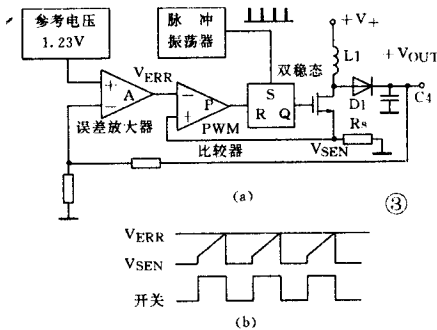 参考电压
1.23V
脉冲
振荡器
+V+
L1
双稳态
+VOUT
VERR
+
A
−
误差放大器
−
P
+
PWM
比较器
S
R Q
D1
C4
Rs
VSEN
(a)
③
VERR
VSEN
开关
(b)